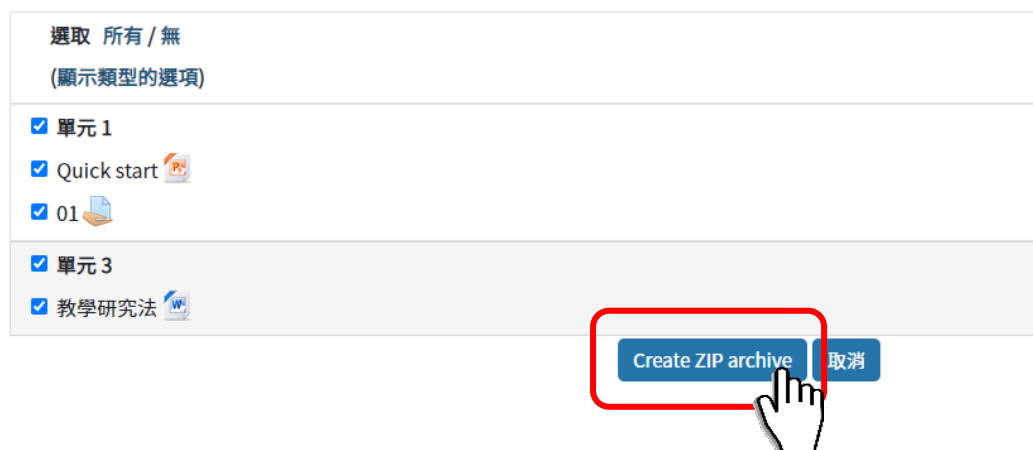 選取 所有 / 無
(顯示類型的選項)
單元 1
Quick start
01
單元 3
教學研究法
Create ZIP archive 取消